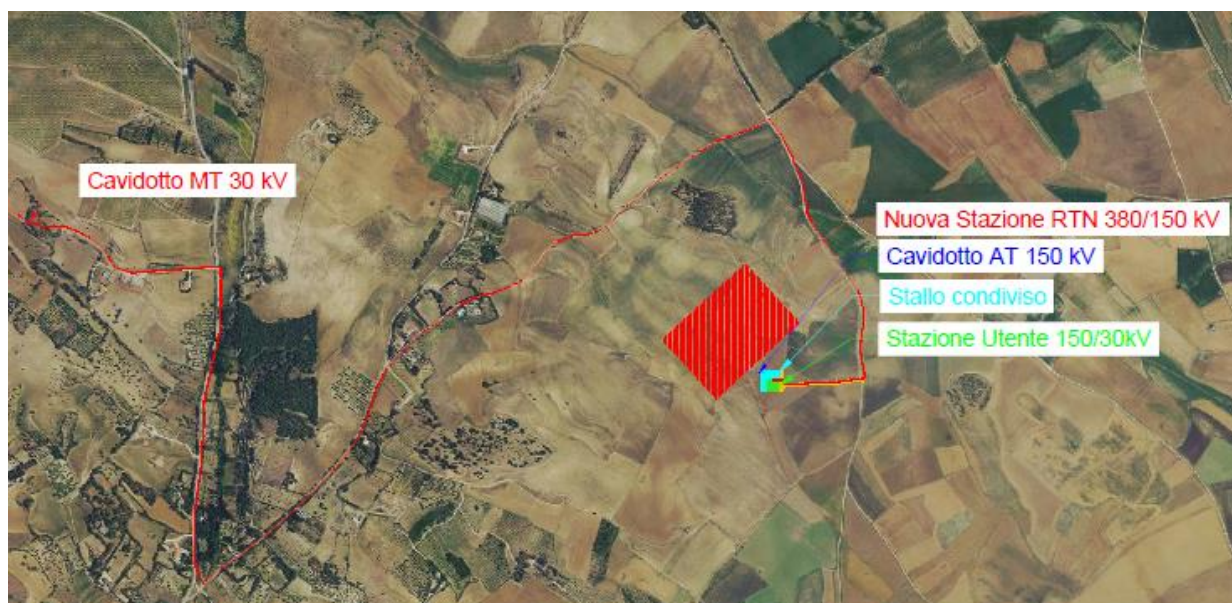 Cavidotto MT 30 kV
Nuova Stazione RTN 380/150 kV
Cavidotto AT 150 kV
Stallo condiviso
Stazione Utente 150/30kV